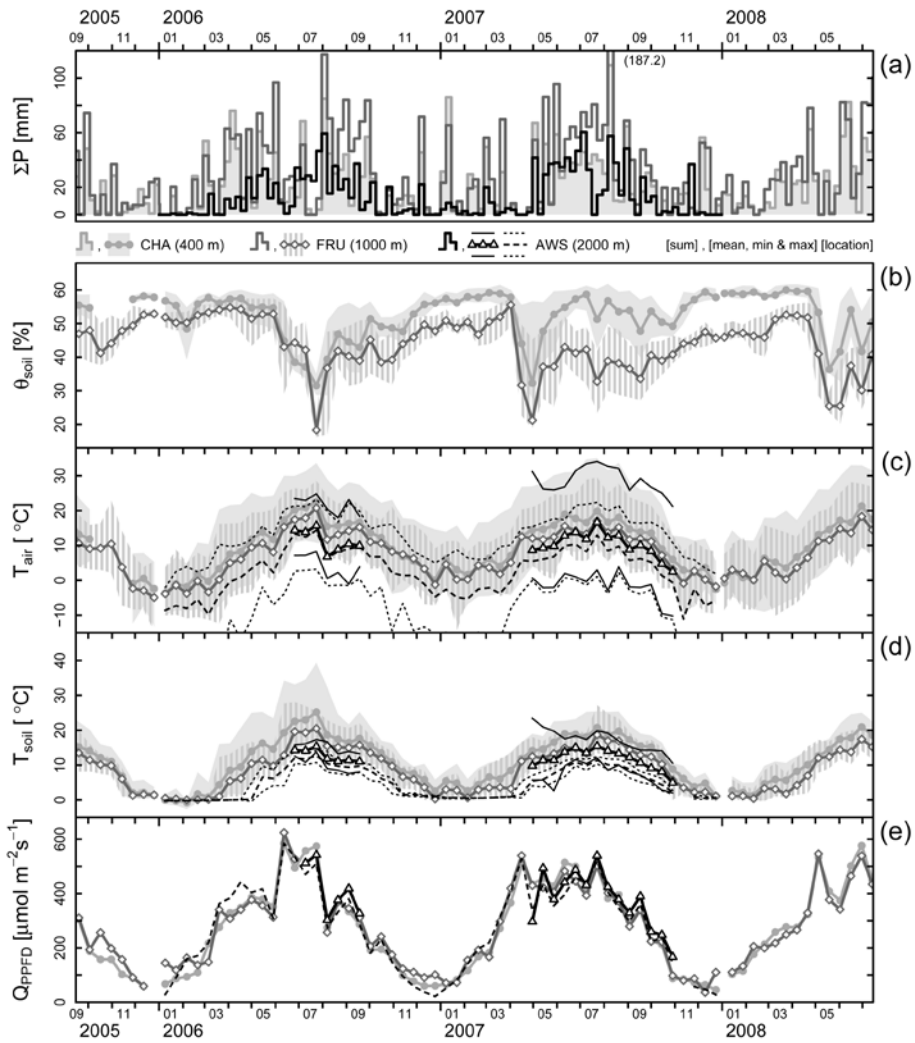 2005 2006 2007 2008
09 11 01 03 05 07 09 11 01 03 05 07 09 11 01 03 05
(a)
(187.2)
ΣP [mm]
100
60
20
0
, CHA (400 m) , FRU (1000 m) , AWS (2000 m) [sum] , [mean, min & max] [location]
(b)
θsoil [%]
60
50
40
30
20
(c)
Tair [ °C]
30
20
10
0
−10
(d)
Tsoil [ °C]
40
30
20
10
0
(e)
QPPFD [μmol m−2s−1]
600
400
200
0
09 11 01 03 05 07 09 11 01 03 05 07 09 11 01 03 05
2005 2006 2007 2008